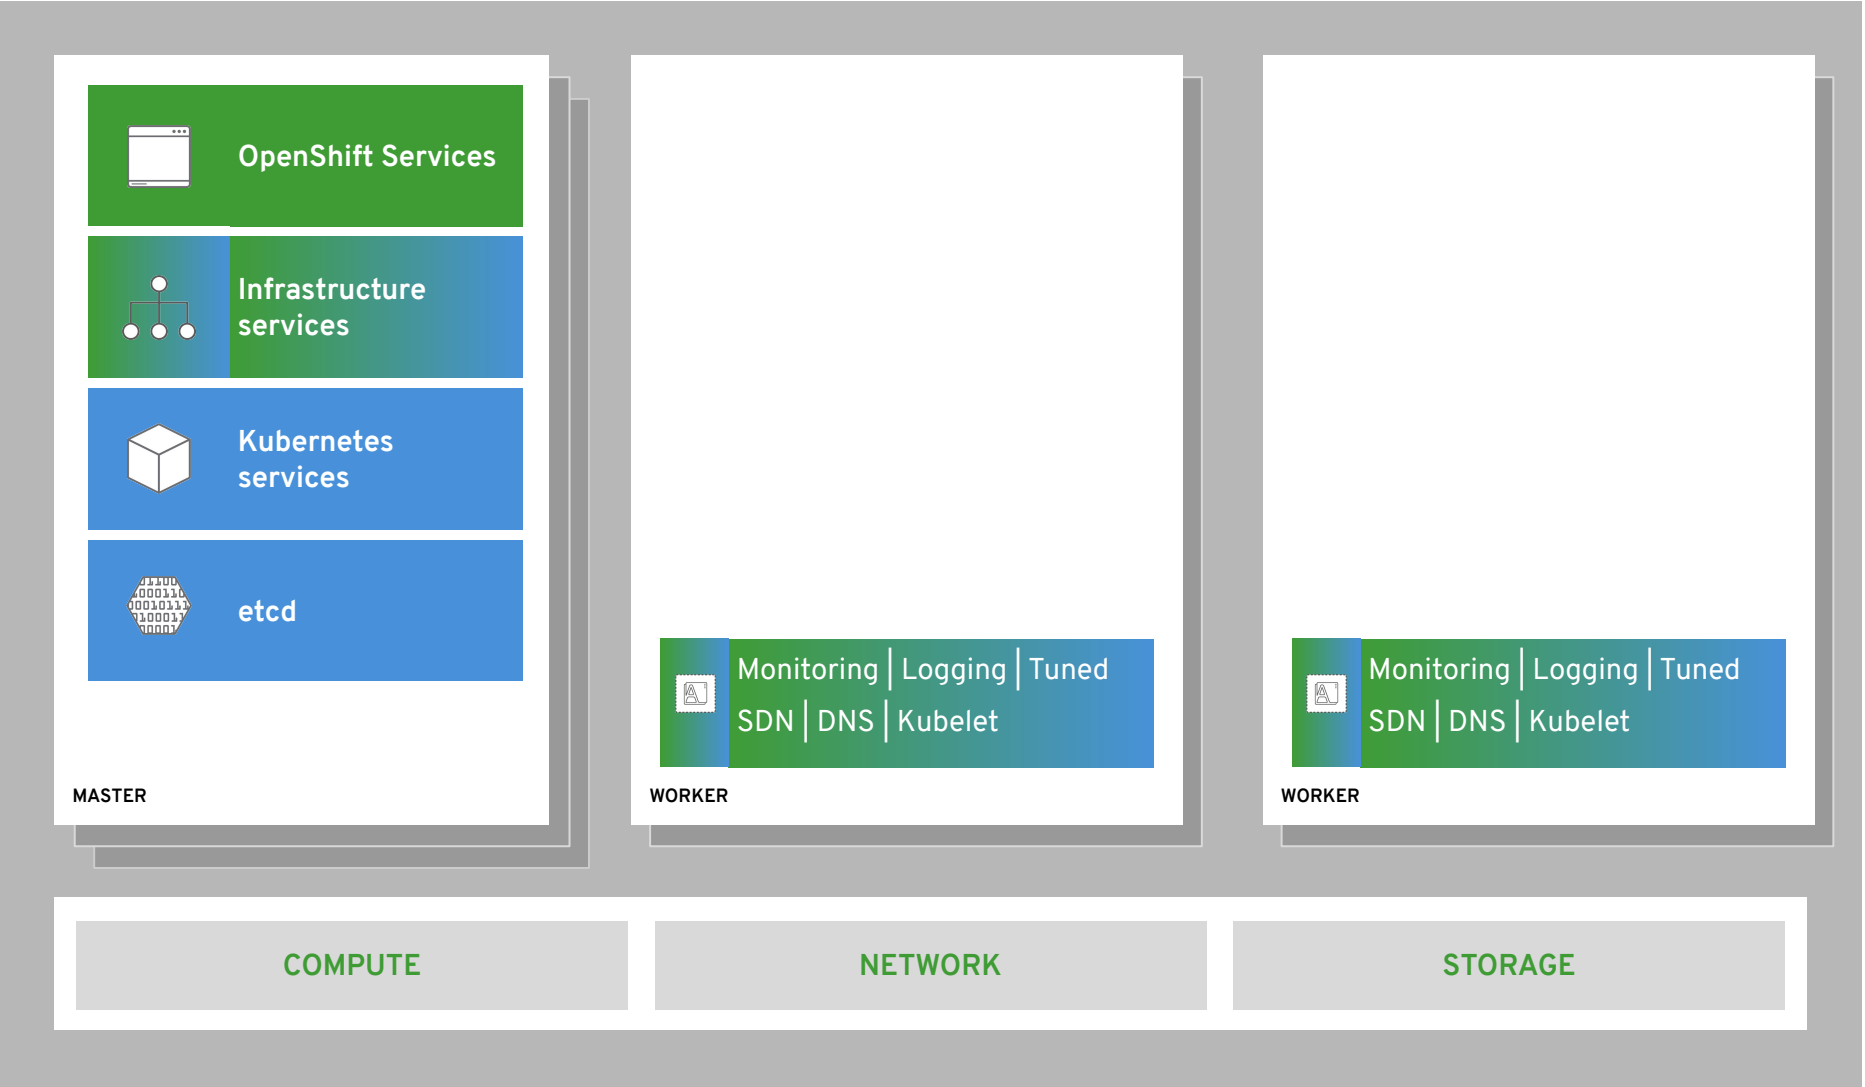 OpenShift Services
Infrastructure
services
Kubernetes
services
etcd
MASTER
Monitoring | Logging | Tuned
SDN | DNS | Kubelet
WORKER
Monitoring | Logging | Tuned
SDN | DNS | Kubelet
WORKER
COMPUTE
NETWORK
STORAGE